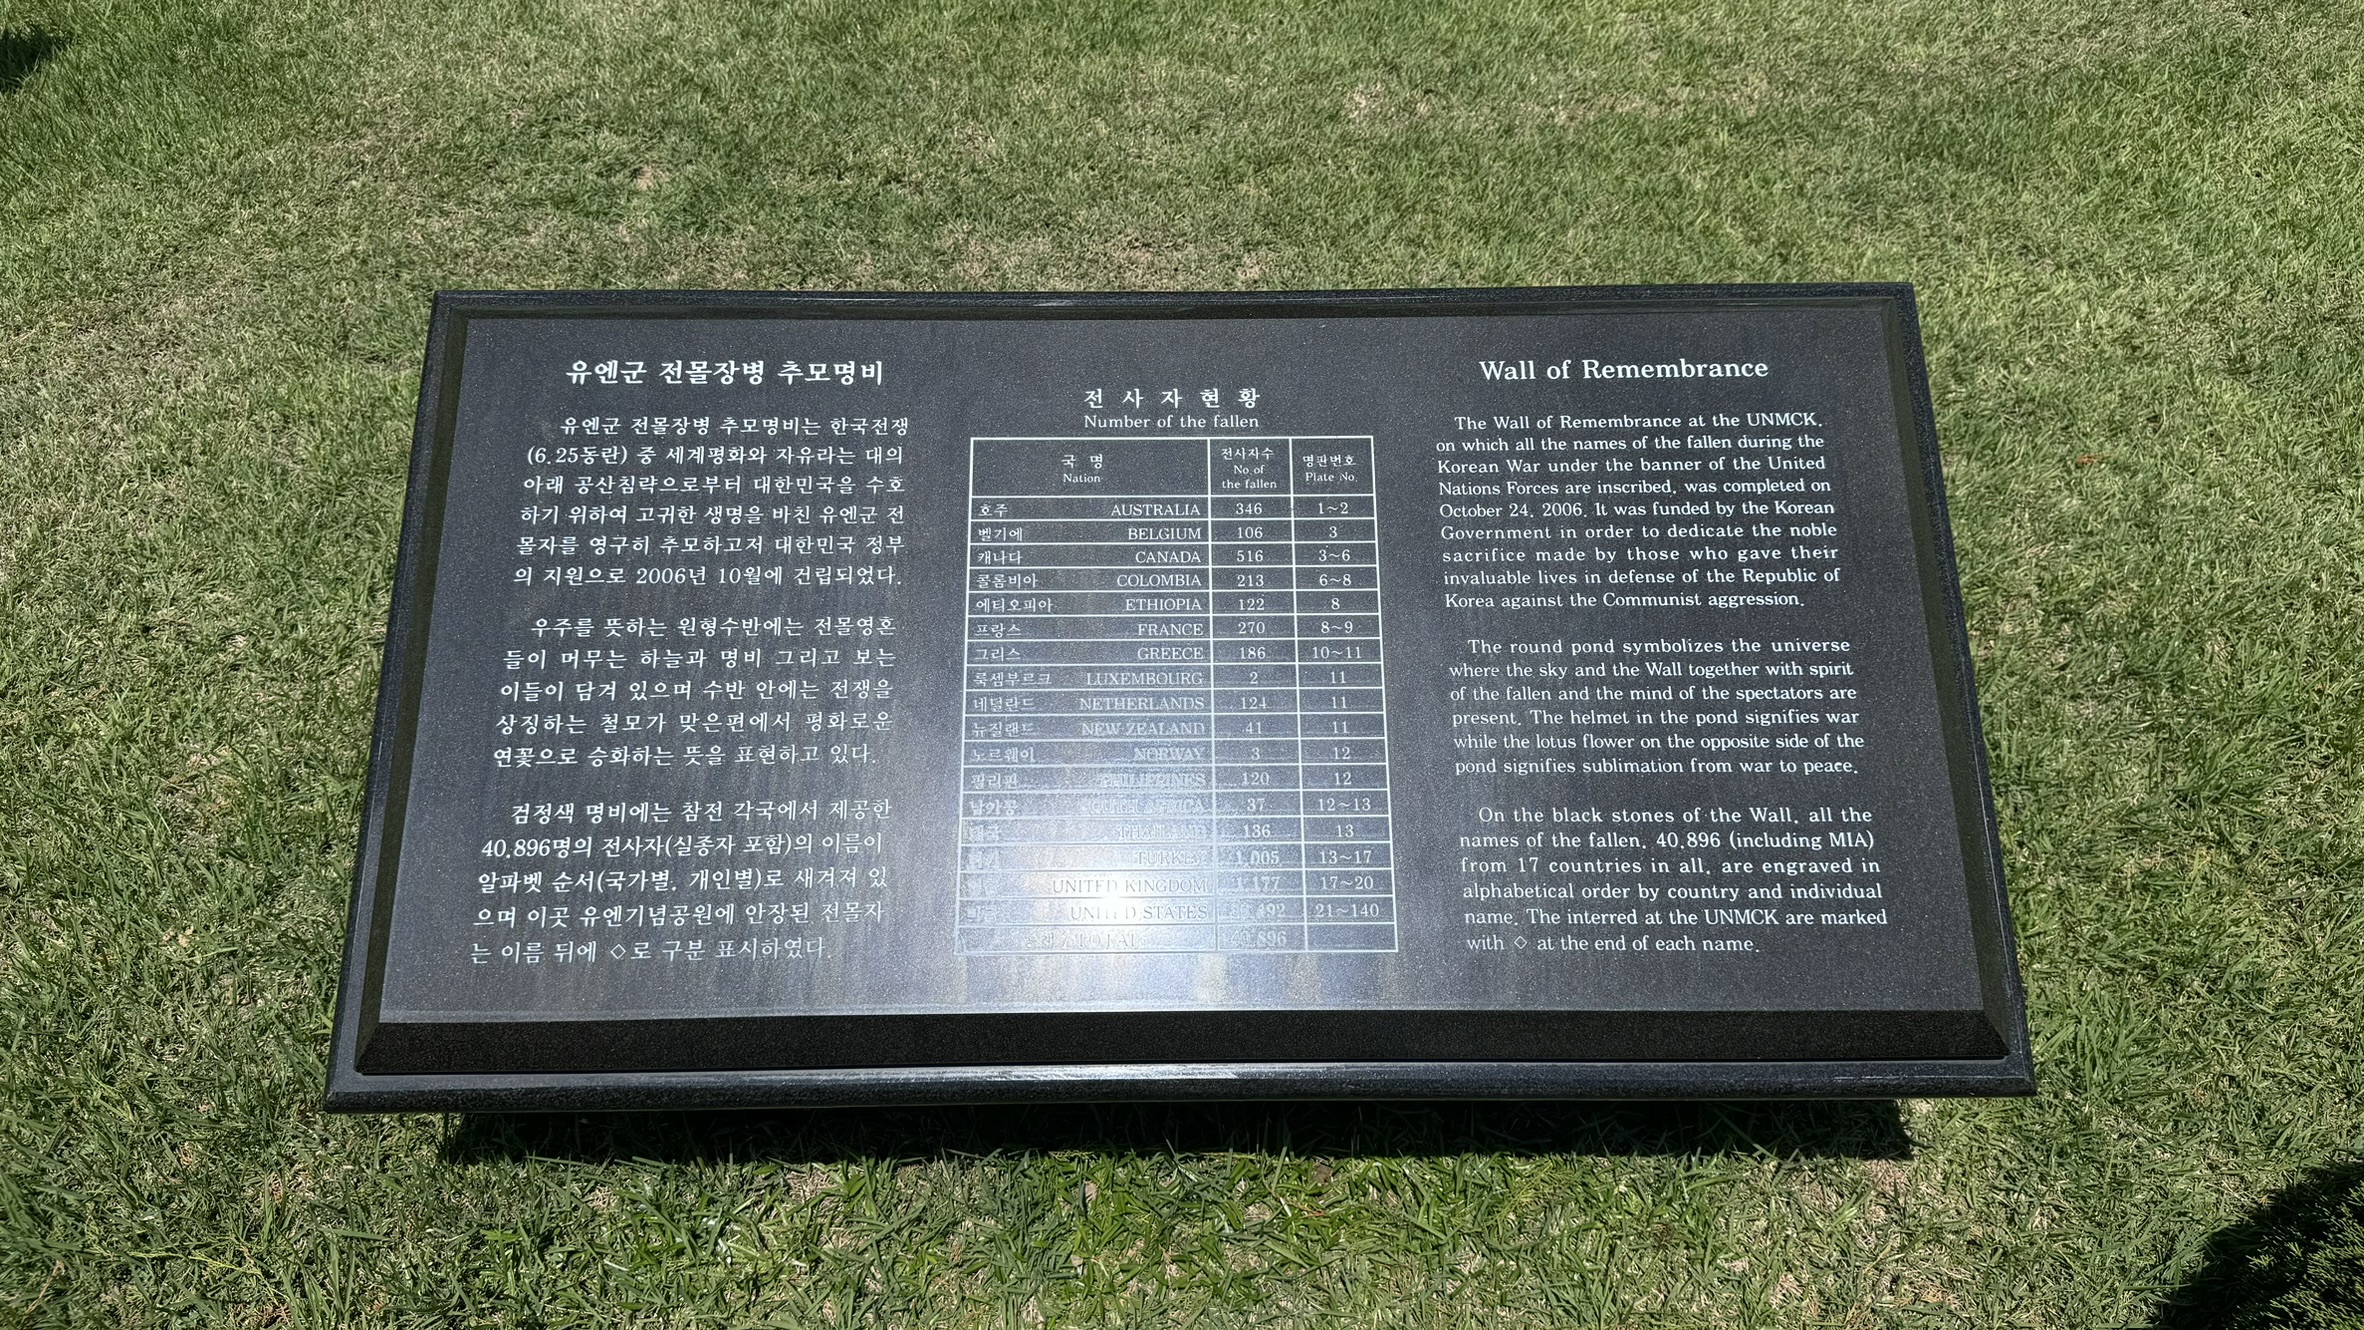 유엔군 전몰장병 추모명비
유엔군 전몰장병 추모명비는 한국전쟁
(6.25동란) 중 세계평화와 자유라는 대의
아래 공산침략으로부터 대한민국을 수호
하기 위하여 고귀한 생명을 바친 유엔군 전
몰자를 영구히 추모하고저 대한민국 정부
의 지원으로 2006년 10월에 건립되었다.
우주를 뜻하는 원형수반에는 전몰영혼
들이 머무는 하늘과 명비 그리고 보는
이들이 담겨 있으며 수반 안에는 전쟁을
상징하는 철모가 맞은편에서 평화로운
연꽃으로 승화하는 뜻을 표현하고 있다.
검정색 명비에는 참전 각국에서 제공한
40,896명의 전사자(실종자 포함)의 이름이
알파벳 순서(국가별, 개인별)로 새겨져 있
으며 이곳 유엔기념공원에 안장된 전몰자
는 이름 뒤에 ◇로 구분 표시하였다.
전 사 자 현 황
Number of the fallen
국 명 전사자수 명판번호
Nation No.of the fallen Plate No.
호주 AUSTRALIA 346 1~2
벨기에 BELGIUM 106 3
캐나다 CANADA 516 3~6
콜롬비아 COLOMBIA 213 6~8
에티오피아 ETHIOPIA 122 8
프랑스 FRANCE 270 8~9
그리스 GREECE 186 10~11
룩셈부르크 LUXEMBOURG 2 11
네덜란드 NETHERLANDS 124 11
뉴질랜드 NEW ZEALAND 41 11
노르웨이 NORWAY 3 12
필리핀 PHILIPPINES 120 12
남아공 SOUTH AFRICA 37 12~13
태국 THAILAND 136 13
TURKEY 1,005 13~17
UNITED KINGDOM 1,177 17~20
UNITED STATES 21~140
TOTAL 40,896
Wall of Remembrance
The Wall of Remembrance at the UNMCK,
on which all the names of the fallen during the
Korean War under the banner of the United
Nations Forces are inscribed, was completed on
October 24, 2006. It was funded by the Korean
Government in order to dedicate the noble
sacrifice made by those who gave their
invaluable lives in defense of the Republic of
Korea against the Communist aggression.
The round pond symbolizes the universe
where the sky and the Wall together with spirit
of the fallen and the mind of the spectators are
present. The helmet in the pond signifies war
while the lotus flower on the opposite side of the
pond signifies sublimation from war to peace.
On the black stones of the Wall, all the
names of the fallen, 40,896 (including MIA)
from 17 countries in all, are engraved in
alphabetical order by country and individual
name. The interred at the UNMCK are marked
with ◇ at the end of each name.